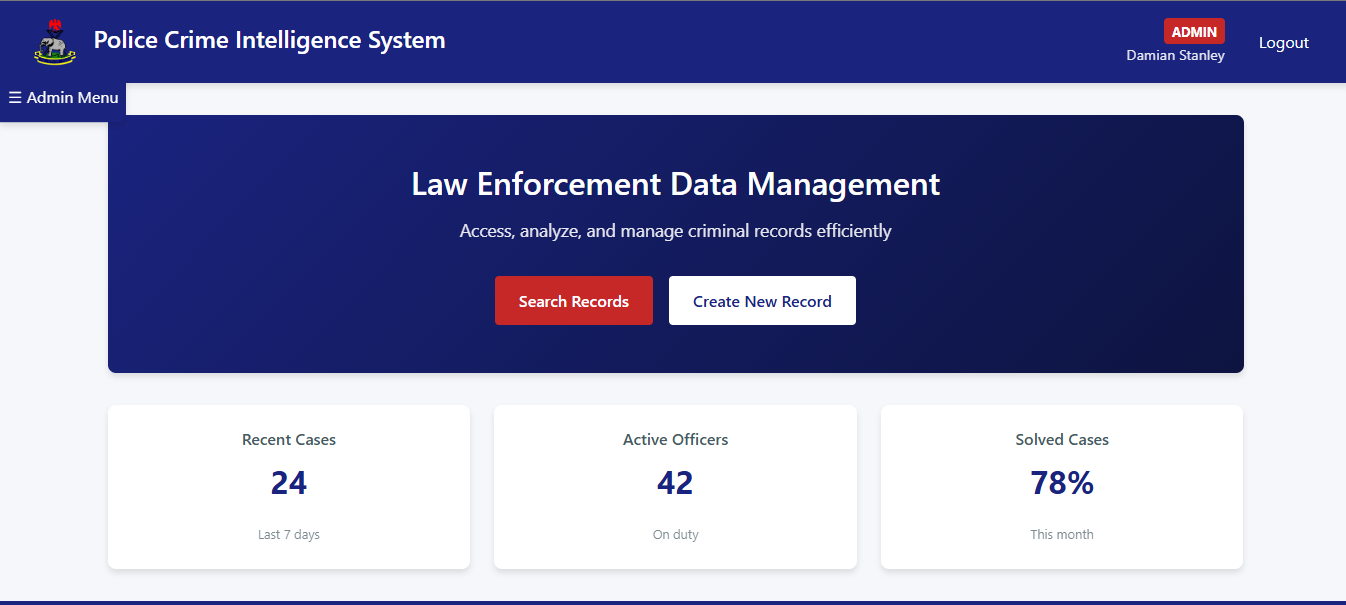 Police Crime Intelligence System
ADMIN
Damian Stanley
Logout
☰ Admin Menu
Law Enforcement Data Management
Access, analyze, and manage criminal records efficiently
Search Records
Create New Record
Recent Cases
24
Last 7 days
Active Officers
42
On duty
Solved Cases
78%
This month